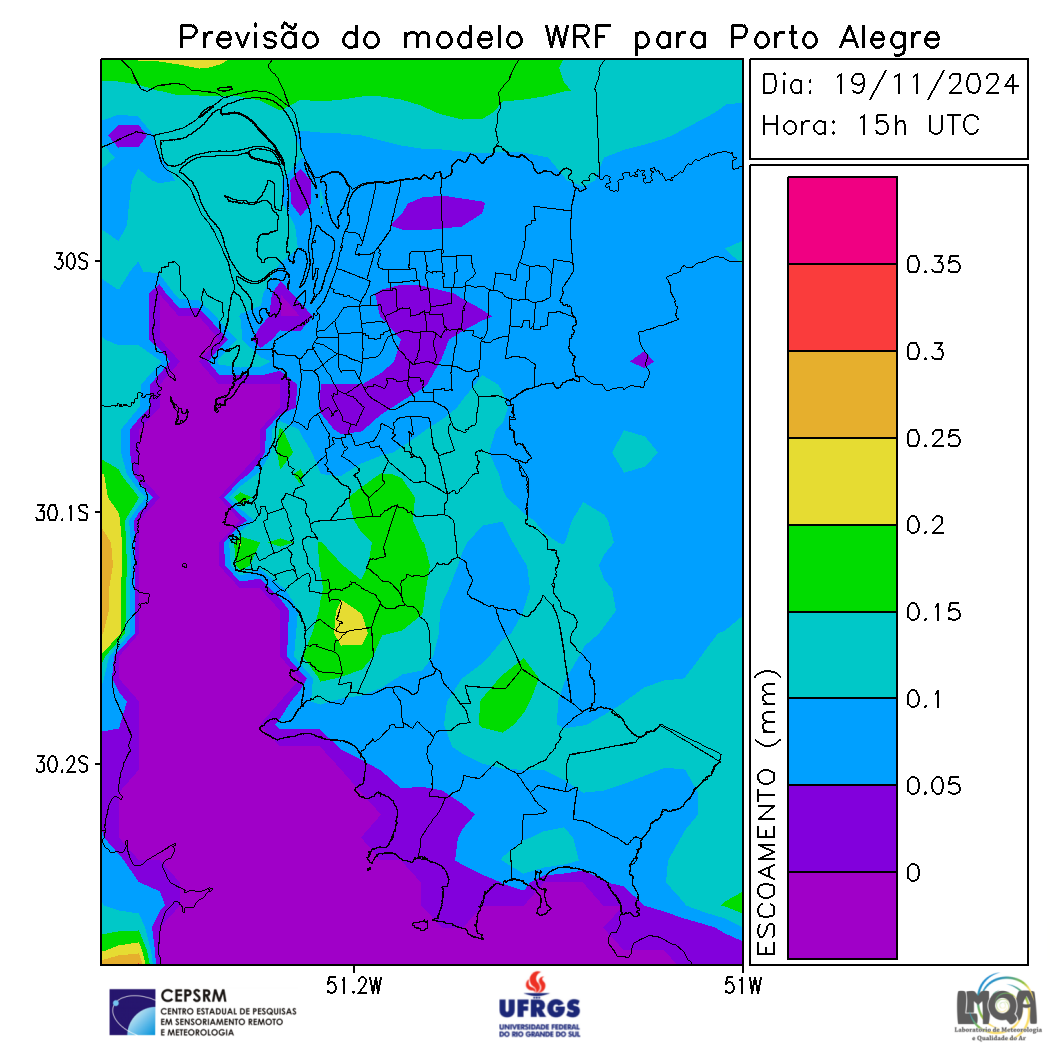 Previsão do modelo WRF para Porto Alegre
Dia: 19/11/2024
Hora: 15h UTC
30S
30.1S
30.2S
51.2W
51W
ESCOAMENTO (mm)
0.35
0.3
0.25
0.2
0.15
0.1
0.05
0
CEPSRM
CENTRO ESTADUAL DE PESQUISAS
EM SENSORIAMENTO REMOTO
E METEOROLOGIA
UFRGS
UNIVERSIDADE FEDERAL
DO RIO GRANDE DO SUL
LMQA
Laboratório de Meteorologia
e Qualidade do Ar